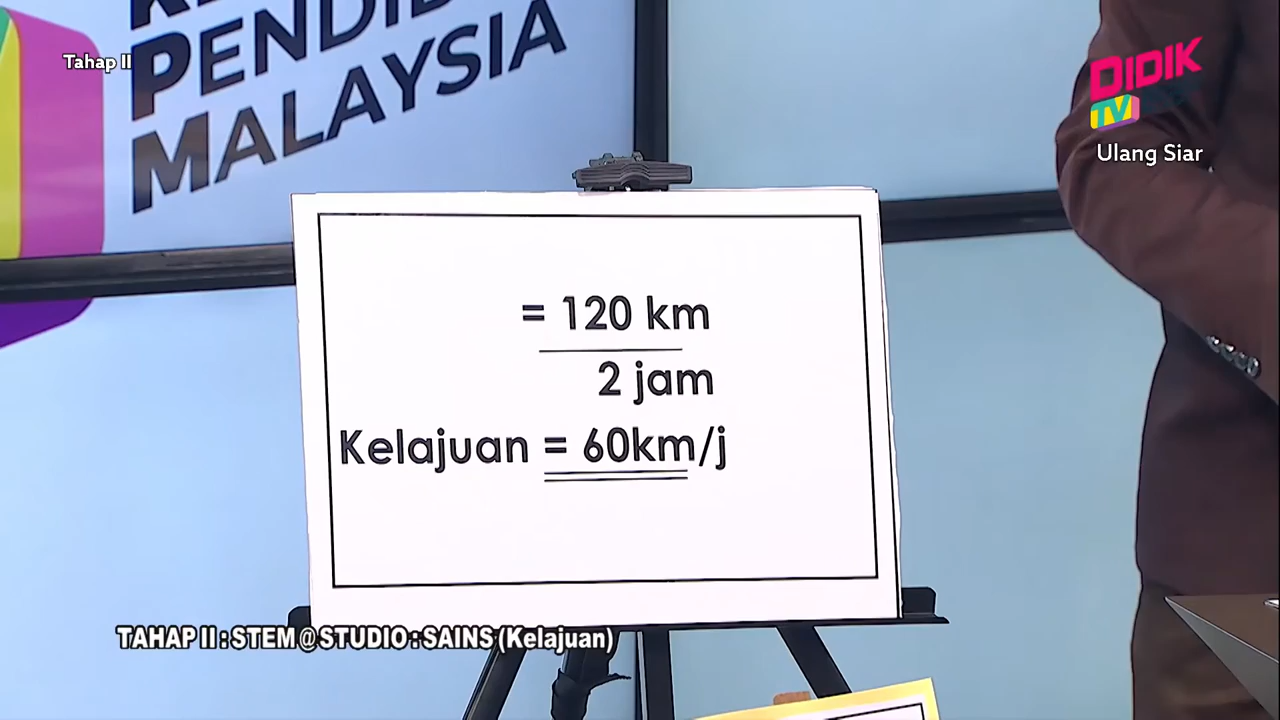 Tahap II
PENDID
MALAYSIA
DIDIK
TV
Ulang Siar
= 120 km
2 jam
Kelajuan = 60km/j
TAHAP II : STEM@STUDIO : SAINS (Kelajuan)